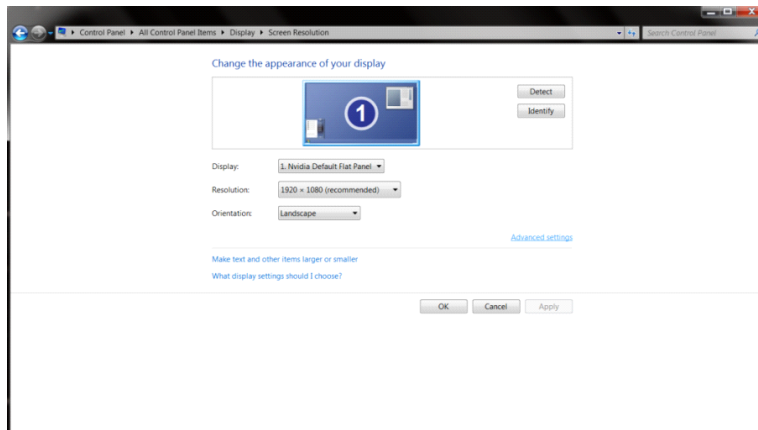 Control Panel ▸ All Control Panel Items ▸ Display ▸ Screen Resolution
Search Control Panel
Change the appearance of your display
1
Detect
Identify
Display: 1. Nvidia Default Flat Panel
Resolution: 1920 × 1080 (recommended)
Orientation: Landscape
Advanced settings
Make text and other items larger or smaller
What display settings should I choose?
OK Cancel Apply